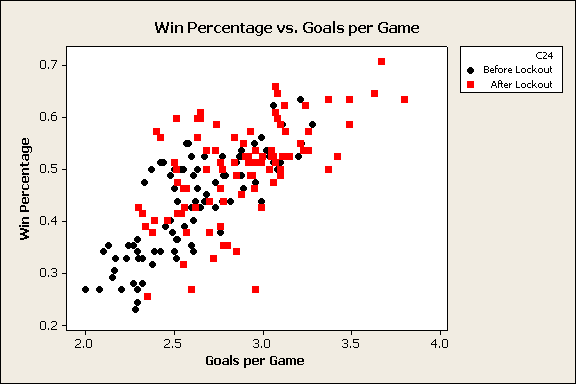 Win Percentage vs. Goals per Game
C24
Before Lockout
After Lockout
Win Percentage
0.7
0.6
0.5
0.4
0.3
0.2
2.0 2.5 3.0 3.5 4.0
Goals per Game